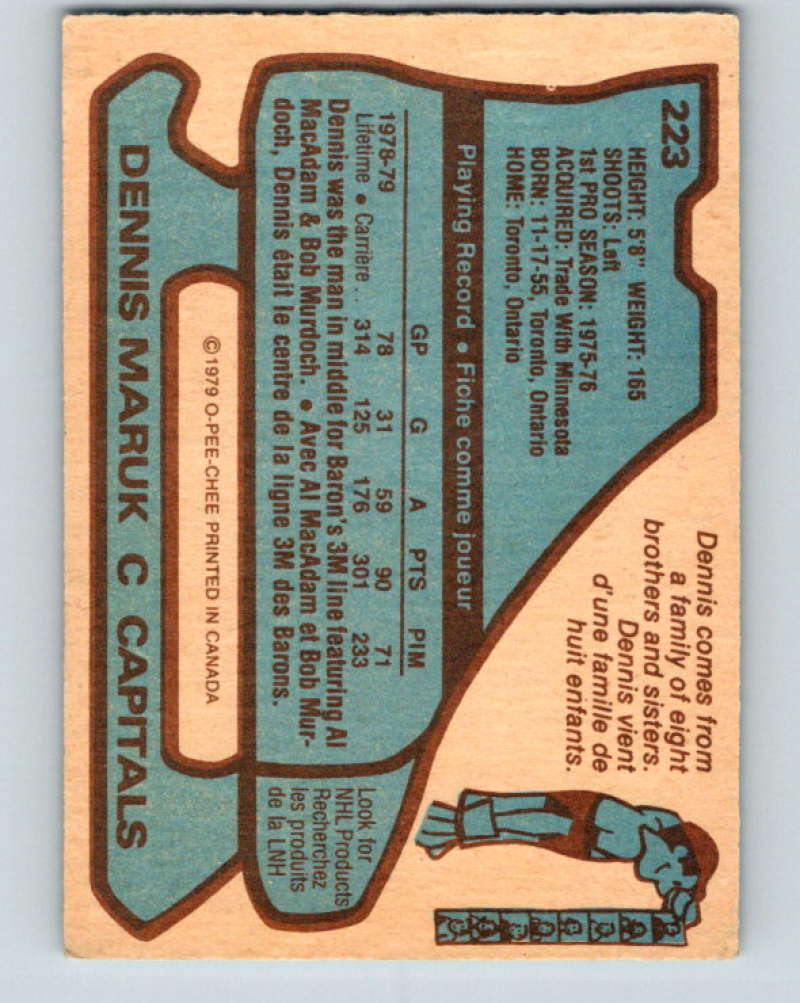 223
HEIGHT: 5'8" WEIGHT: 165
SHOOTS: Left
1st PRO SEASON: 1975-76
ACQUIRED: Trade With Minnesota
BORN: 11-17-55, Toronto, Ontario
HOME: Toronto, Ontario
Dennis comes from
a family of eight
brothers and sisters.
Dennis vient
d'une famille de
huit enfants.
Playing Record • Fiche comme joueur
GP G A PTS PIM
1978-79 78 31 59 90 71
Lifetime • Carrière .. 314 125 176 301 233
Dennis was the man in middle for Baron's 3M line featuring Al
MacAdam & Bob Murdoch. • Avec Al MacAdam et Bob Mur-
doch, Dennis était le centre de la ligne 3M des Barons.
Look for
NHL Products
Recherchez
les produits
de la LNH
©1979 O-PEE-CHEE PRINTED IN CANADA
DENNIS MARUK C CAPITALS